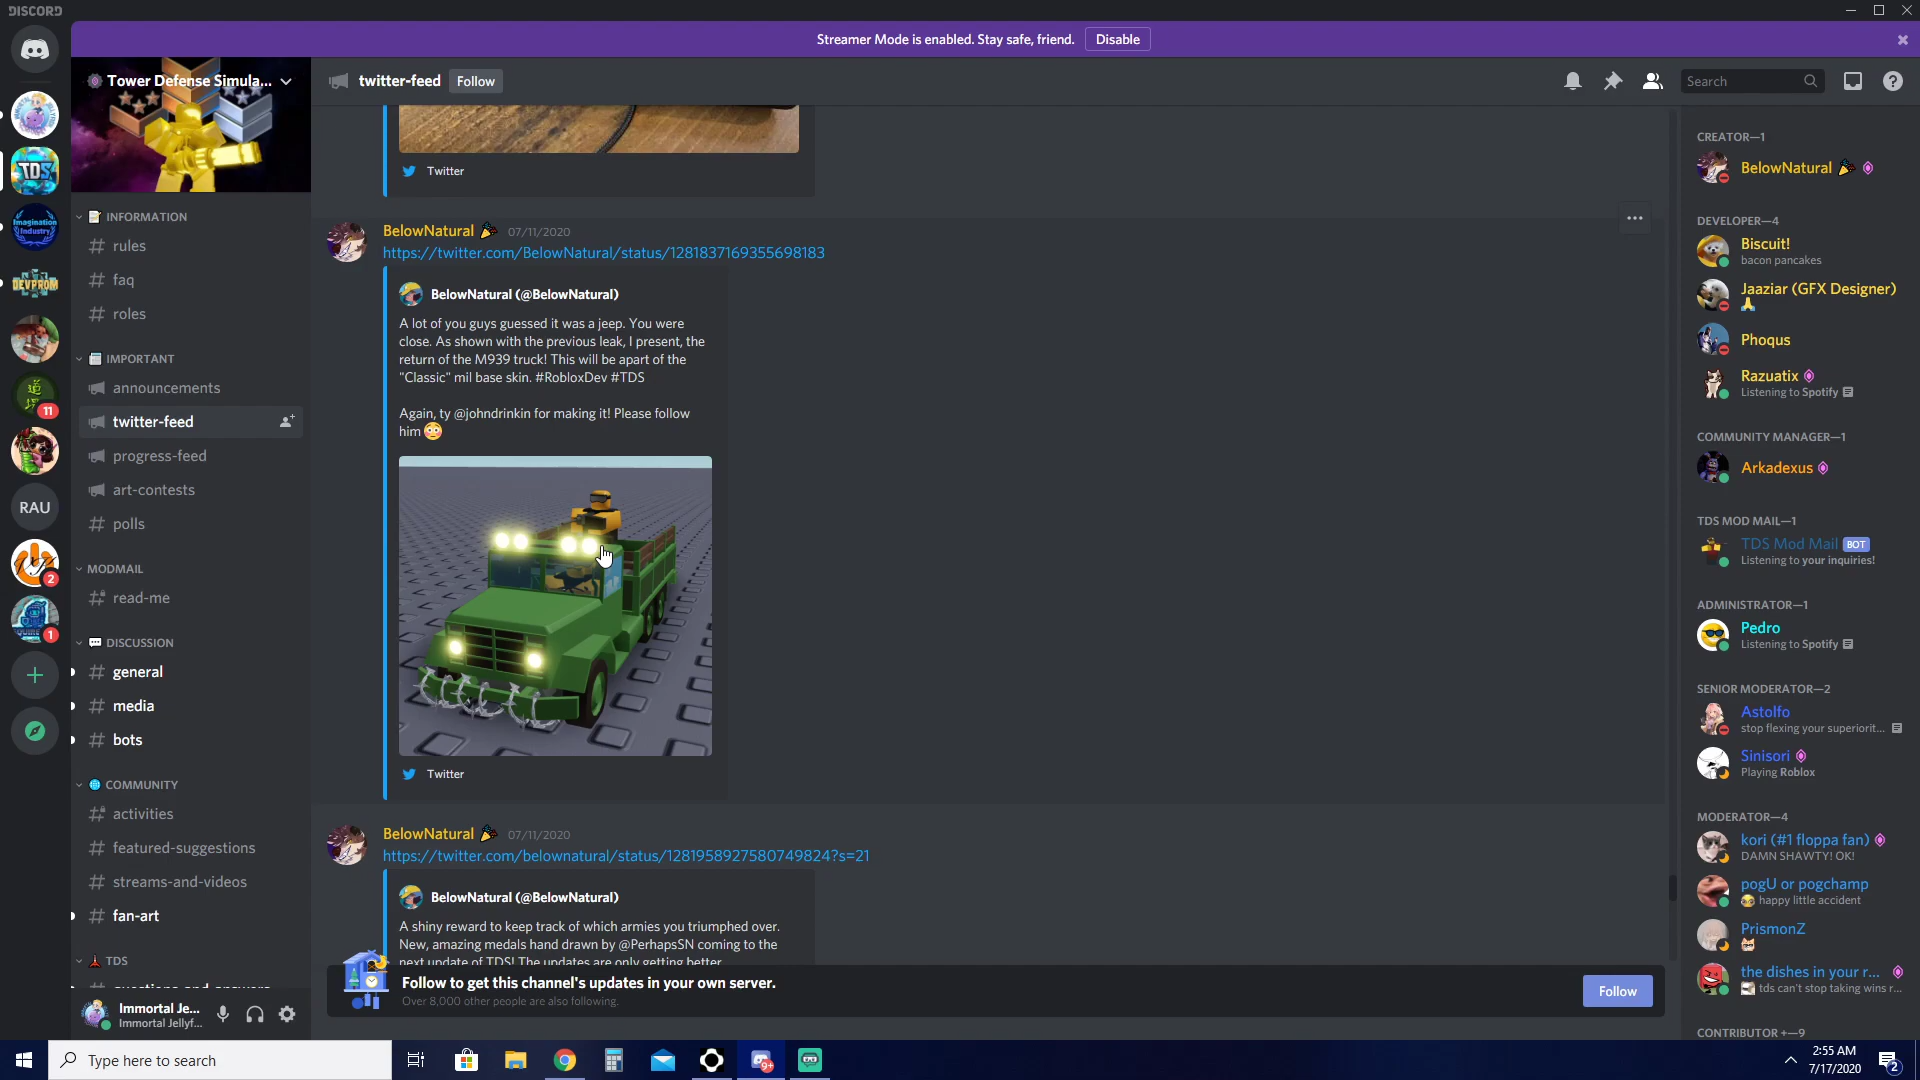 DISCORD
Streamer Mode is enabled. Stay safe, friend.
Disable
Tower Defense Simula...
twitter-feed
Follow
Search
INFORMATION
rules
faq
roles
IMPORTANT
announcements
twitter-feed
progress-feed
art-contests
polls
MODMAIL
read-me
DISCUSSION
general
media
bots
COMMUNITY
activities
featured-suggestions
streams-and-videos
fan-art
TDS
questions-and-answers
TDS
Imagination
Industry
DEVPROM
11
RAU
2
1
Immortal Je...
Immortal Jellyf...
Twitter
BelowNatural 07/11/2020
https://twitter.com/BelowNatural/status/1281837169355698183
BelowNatural (@BelowNatural)
A lot of you guys guessed it was a jeep. You were
close. As shown with the previous leak, I present, the
return of the M939 truck! This will be apart of the
"Classic" mil base skin. #RobloxDev #TDS
Again, ty @johndrinkin for making it! Please follow
him
Twitter
BelowNatural 07/11/2020
https://twitter.com/belownatural/status/1281958927580749824?s=21
BelowNatural (@BelowNatural)
A shiny reward to keep track of which armies you triumphed over.
New, amazing medals hand drawn by @PerhapsSN coming to the
next update of TDS! The updates are only getting better
Follow to get this channel's updates in your own server.
Over 8,000 other people are also following.
Follow
CREATOR—1
BelowNatural
DEVELOPER—4
Biscuit!
bacon pancakes
Jaaziar (GFX Designer)
Phoqus
Razuatix
Listening to Spotify
COMMUNITY MANAGER—1
Arkadexus
TDS MOD MAIL—1
TDS Mod Mail BOT
Listening to your inquiries!
ADMINISTRATOR—1
Pedro
Listening to Spotify
SENIOR MODERATOR—2
Astolfo
stop flexing your superiorit...
Sinisori
Playing Roblox
MODERATOR—4
kori (#1 floppa fan)
DAMN SHAWTY! OK!
pogU or pogchamp
happy little accident
PrismonZ
the dishes in your r...
tds can't stop taking wins r...
CONTRIBUTOR +—9
Type here to search
9+
2:55 AM
7/17/2020
2